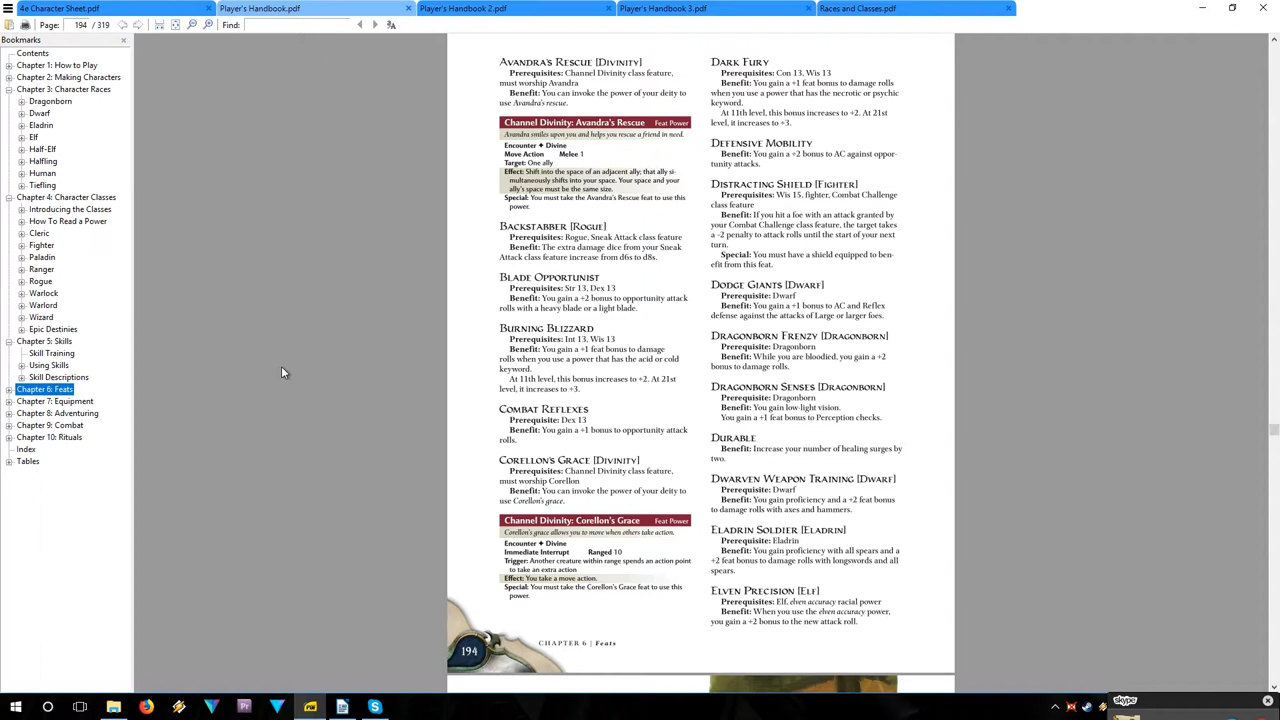 4e Character Sheet.pdf
Player's Handbook.pdf
Player's Handbook 2.pdf
Player's Handbook 3.pdf
Races and Classes.pdf
Page: 194 / 319
Find:
Bookmarks
Contents
Chapter 1: How to Play
Chapter 2: Making Characters
Chapter 3: Character Races
Dragonborn
Dwarf
Eladrin
Elf
Half-Elf
Halfling
Human
Tiefling
Chapter 4: Character Classes
Introducing the Classes
How To Read a Power
Cleric
Fighter
Paladin
Ranger
Rogue
Warlock
Warlord
Wizard
Epic Destinies
Chapter 5: Skills
Skill Training
Using Skills
Skill Descriptions
Chapter 6: Feats
Chapter 7: Equipment
Chapter 8: Adventuring
Chapter 9: Combat
Chapter 10: Rituals
Index
Tables
Avandra's Rescue [Divinity]
Prerequisites: Channel Divinity class feature,
must worship Avandra
Benefit: You can invoke the power of your deity to
use Avandra's rescue.
Channel Divinity: Avandra's Rescue Feat Power
Avandra smiles upon you and helps you rescue a friend in need.
Encounter ✦ Divine
Move Action Melee 1
Target: One ally
Effect: Shift into the space of an adjacent ally; that ally si-
multaneously shifts into your space. Your space and your
ally's space must be the same size.
Special: You must take the Avandra's Rescue feat to use this
power.
Backstabber [Rogue]
Prerequisites: Rogue, Sneak Attack class feature
Benefit: The extra damage dice from your Sneak
Attack class feature increase from d6s to d8s.
Blade Opportunist
Prerequisites: Str 13, Dex 13
Benefit: You gain a +2 bonus to opportunity attack
rolls with a heavy blade or a light blade.
Burning Blizzard
Prerequisites: Int 13, Wis 13
Benefit: You gain a +1 feat bonus to damage
rolls when you use a power that has the acid or cold
keyword.
At 11th level, this bonus increases to +2. At 21st
level, it increases to +3.
Combat Reflexes
Prerequisite: Dex 13
Benefit: You gain a +1 bonus to opportunity attack
rolls.
Corellon's Grace [Divinity]
Prerequisites: Channel Divinity class feature,
must worship Corellon
Benefit: You can invoke the power of your deity to
use Corellon's grace.
Channel Divinity: Corellon's Grace Feat Power
Corellon's grace allows you to move when others take action.
Encounter ✦ Divine
Immediate Interrupt Ranged 10
Trigger: Another creature within range spends an action point
to take an extra action
Effect: You take a move action.
Special: You must take the Corellon's Grace feat to use this
power.
Dark Fury
Prerequisites: Con 13, Wis 13
Benefit: You gain a +1 feat bonus to damage rolls
when you use a power that has the necrotic or psychic
keyword.
At 11th level, this bonus increases to +2. At 21st
level, it increases to +3.
Defensive Mobility
Benefit: You gain a +2 bonus to AC against oppor-
tunity attacks.
Distracting Shield [Fighter]
Prerequisites: Wis 15, fighter, Combat Challenge
class feature
Benefit: If you hit a foe with an attack granted by
your Combat Challenge class feature, the target takes
a -2 penalty to attack rolls until the start of your next
turn.
Special: You must have a shield equipped to ben-
efit from this feat.
Dodge Giants [Dwarf]
Prerequisite: Dwarf
Benefit: You gain a +1 bonus to AC and Reflex
defense against the attacks of Large or larger foes.
Dragonborn Frenzy [Dragonborn]
Prerequisite: Dragonborn
Benefit: While you are bloodied, you gain a +2
bonus to damage rolls.
Dragonborn Senses [Dragonborn]
Prerequisite: Dragonborn
Benefit: You gain low-light vision.
You gain a +1 feat bonus to Perception checks.
Durable
Benefit: Increase your number of healing surges by
two.
Dwarven Weapon Training [Dwarf]
Prerequisite: Dwarf
Benefit: You gain proficiency and a +2 feat bonus
to damage rolls with axes and hammers.
Eladrin Soldier [Eladrin]
Prerequisite: Eladrin
Benefit: You gain proficiency with all spears and a
+2 feat bonus to damage rolls with longswords and all
spears.
Elven Precision [Elf]
Prerequisites: Elf, elven accuracy racial power
Benefit: When you use the elven accuracy power,
you gain a +2 bonus to the new attack roll.
194
CHAPTER 6 | Feats
skype